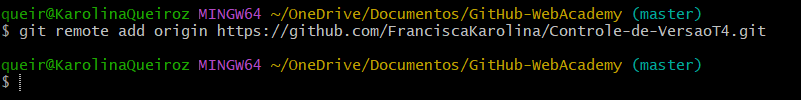 queir@KarolinaQueiroz MINGW64 ~/OneDrive/Documentos/GitHub-WebAcademy (master)
$ git remote add origin https://github.com/FranciscaKarolina/Controle-de-VersaoT4.git
queir@KarolinaQueiroz MINGW64 ~/OneDrive/Documentos/GitHub-WebAcademy (master)
$